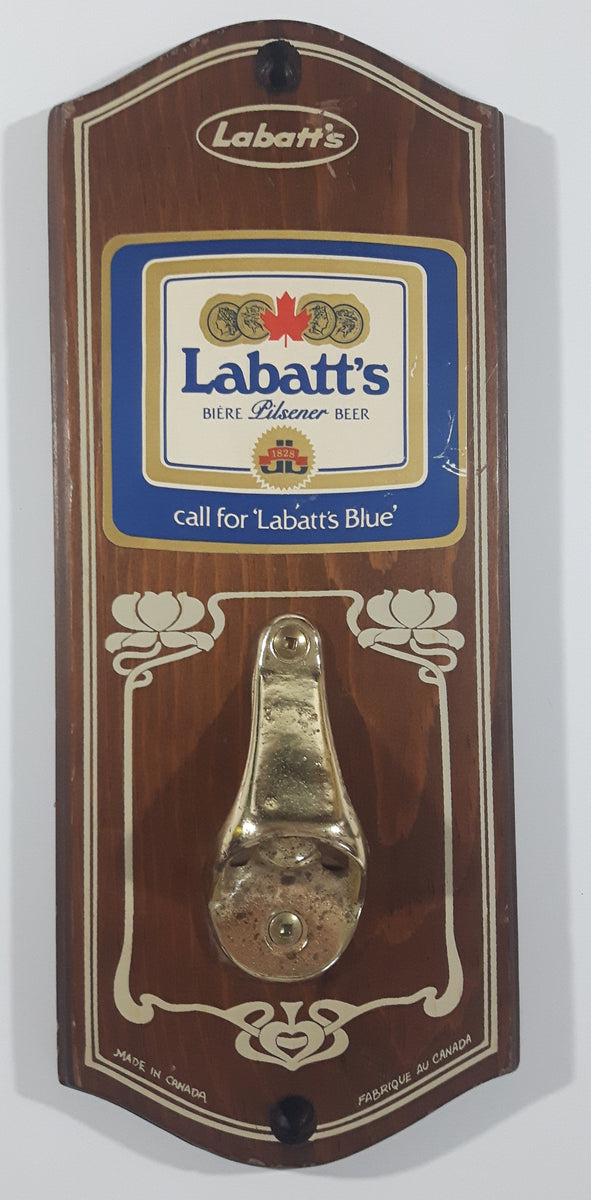 Labatt's
Labatt's
BIÈRE Pilsener BEER
1828
call for 'Labatt's Blue'
MADE IN CANADA
FABRIQUE AU CANADA